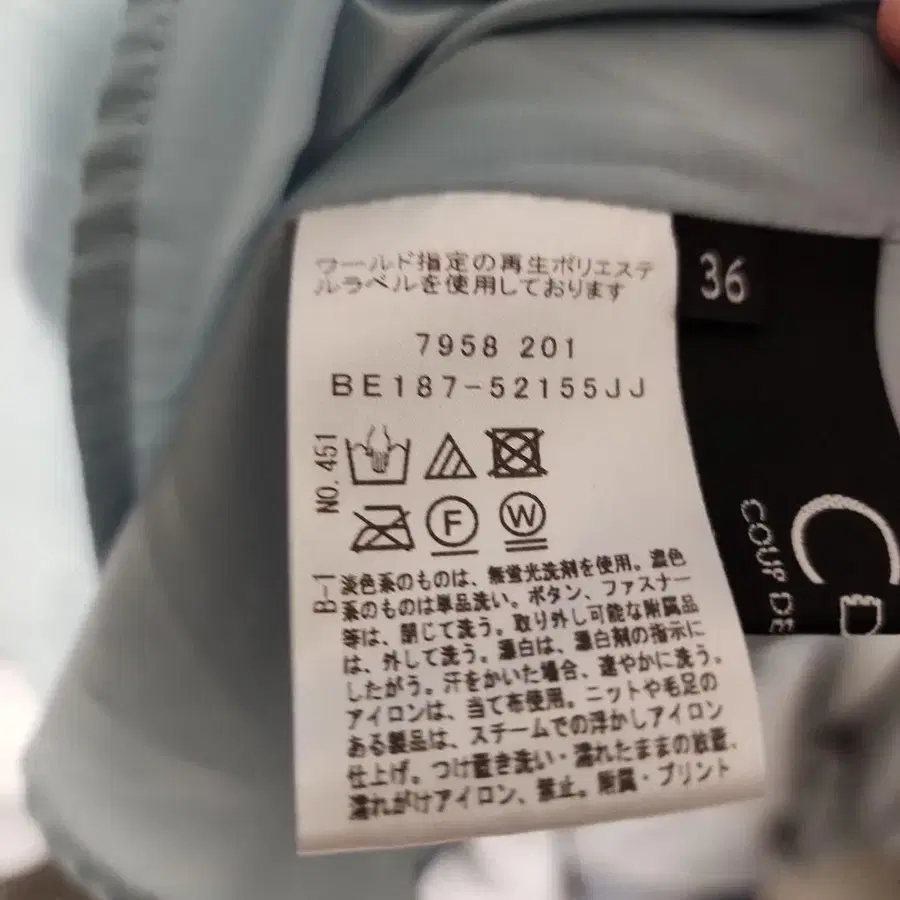 ワールド指定の再生ポリエステ
ルラベルを使用しております
7958 201
BE187-52155JJ
NO.451
F
W
B-1
淡色系のものは、無蛍光洗剤を使用。濃色
系のものは単品洗い。ボタン、ファスナー
等は、閉じて洗う。取り外し可能な附属品
は、外して洗う。漂白は、漂白剤の指示に
したがう。汗をかいた場合、速やかに洗う。
アイロンは、当て布使用。ニットや毛足の
ある製品は、スチームでの浮かしアイロン
仕上げ。つけ置き洗い・濡れたままの放置、
濡れがけアイロン、禁止。附属・プリント
36
COUP DE